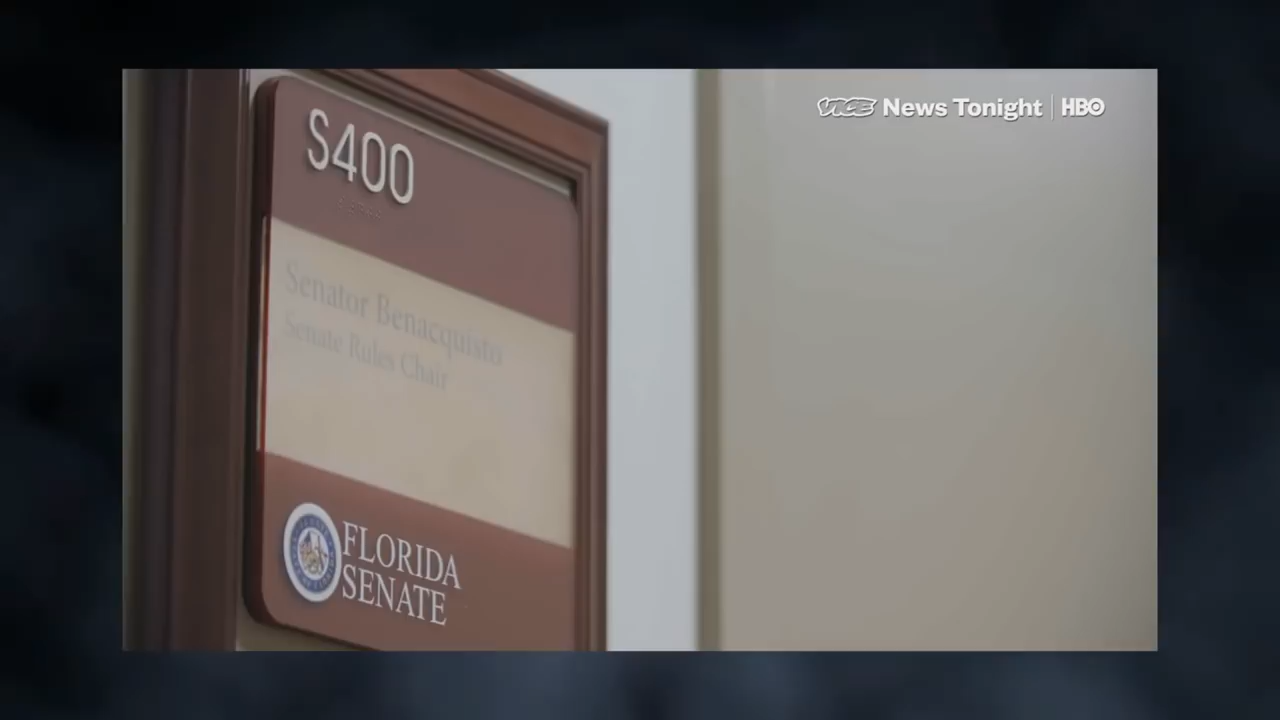 VICE News Tonight | HBO
S400
Senator Benacquisto
Senate Rules Chair
FLORIDA
SENATE